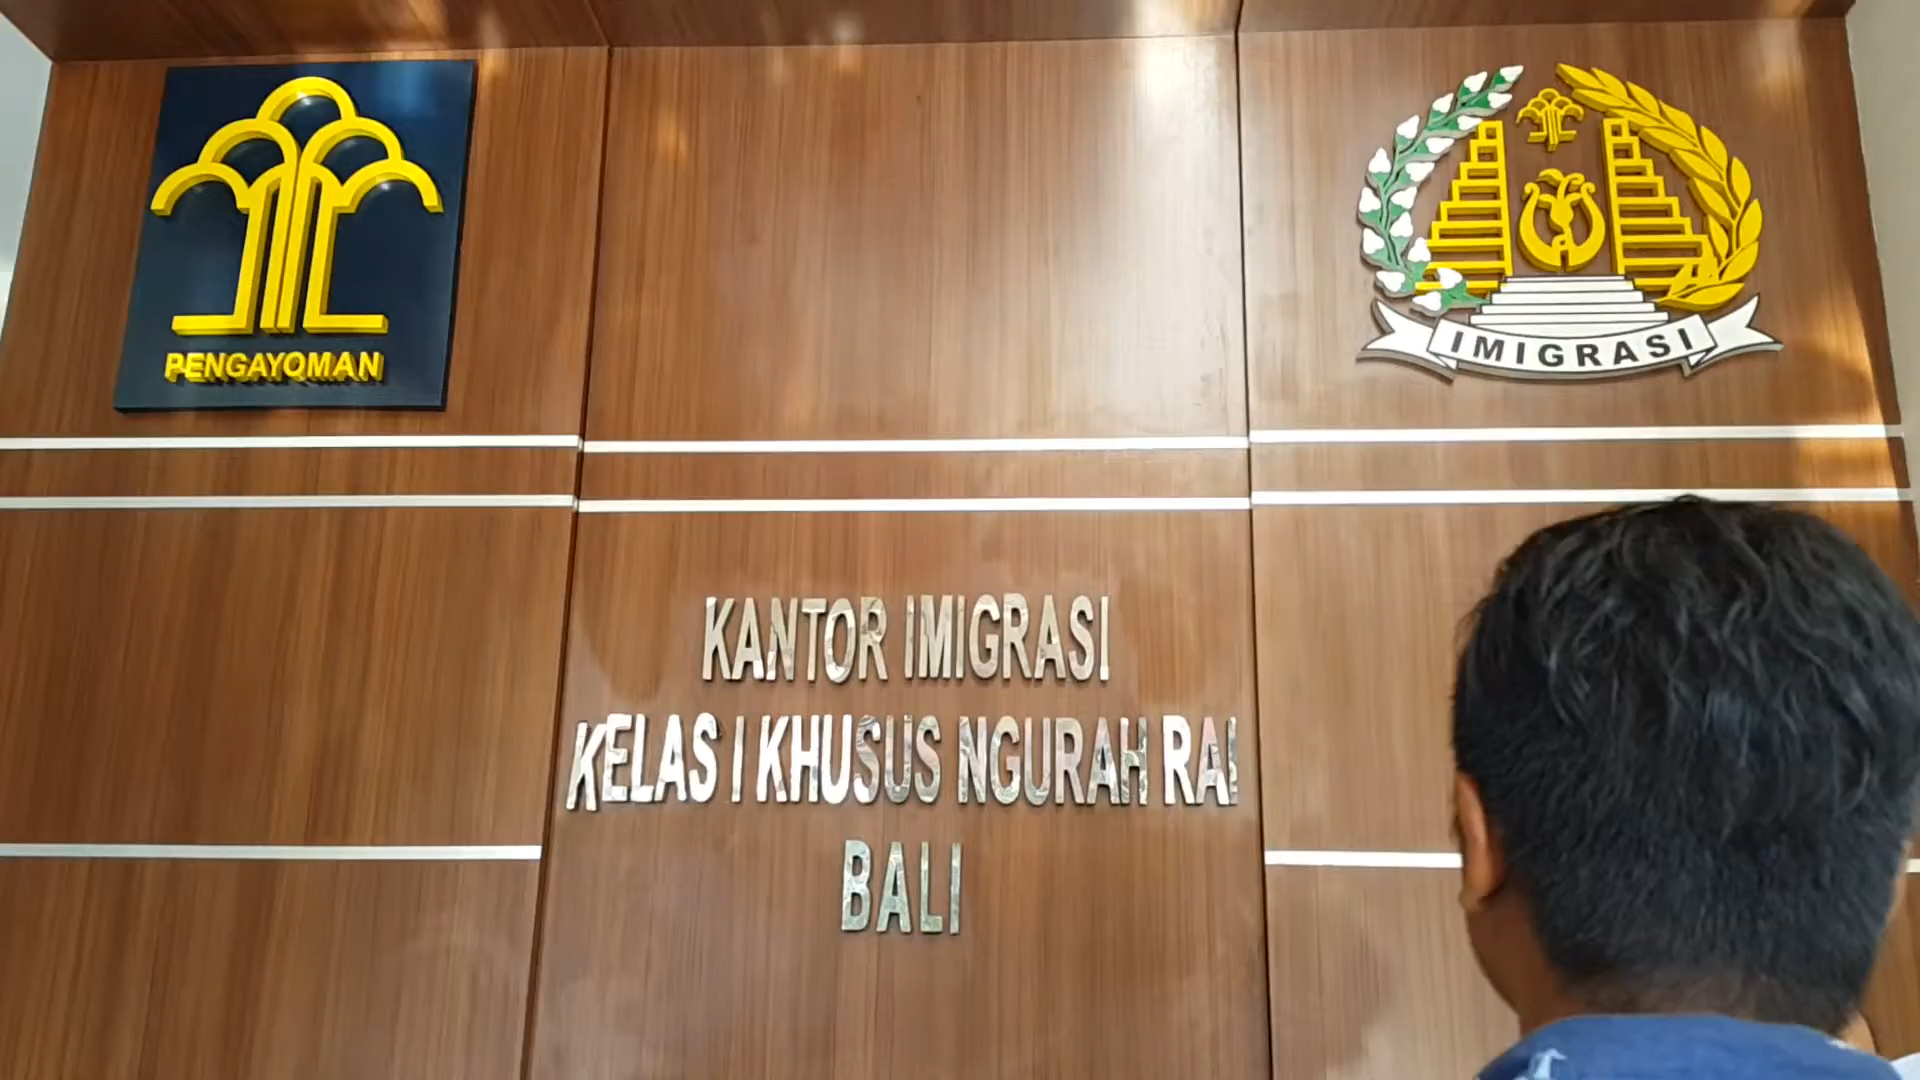 PENGAYOMAN
IMIGRASI
KANTOR IMIGRASI
KELAS I KHUSUS NGURAH RAI
BALI